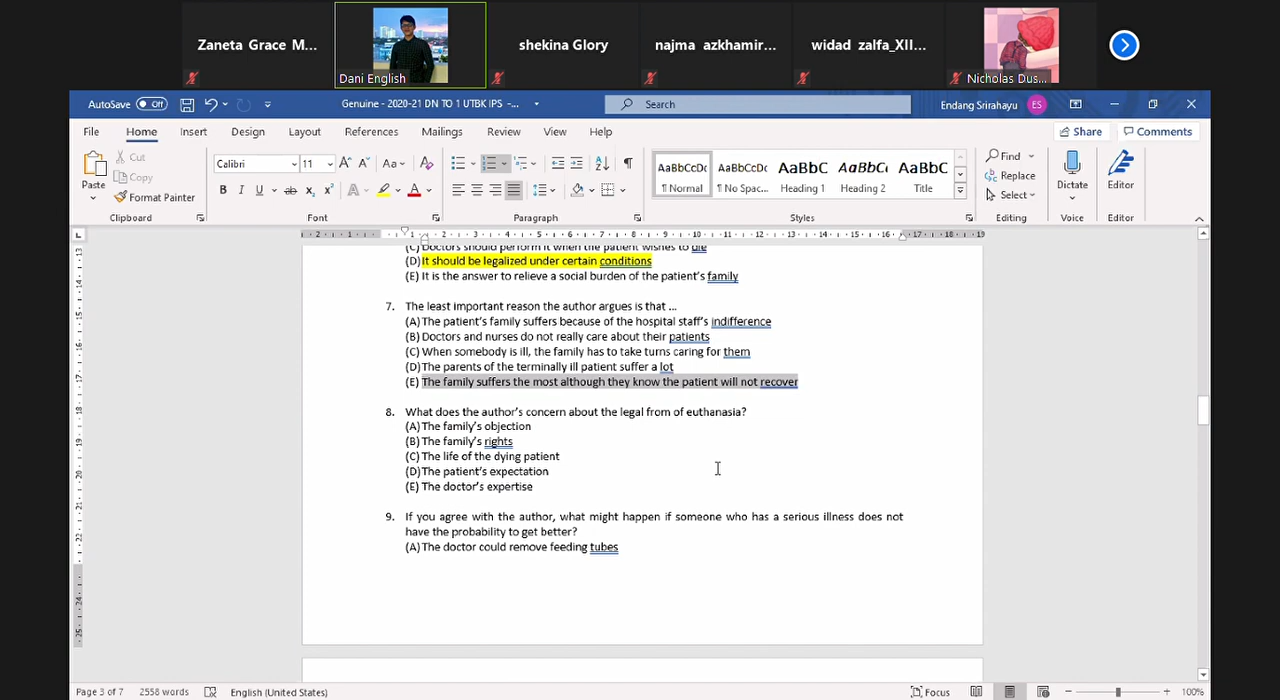 Zaneta Grace M...
Dani English
shekina Glory
najma azkhamir...
widad zalfa_XII...
Nicholas Dus...
AutoSave Off
Genuine - 2020-21 DN TO 1 UTBK IPS -...
Search
Endang Srirahayu ES
File Home Insert Design Layout References Mailings Review View Help
Share Comments
Paste
Cut
Copy
Format Painter
Clipboard
Calibri 11
Font
Paragraph
AaBbCcDc AaBbCcDc AaBbC AaBbCc AaBbC
¶ Normal ¶ No Spac... Heading 1 Heading 2 Title
Styles
Find
Replace
Select
Editing
Dictate
Voice
Editor
Editor
(C) Doctors should perform it when the patient wishes to die
(D) It should be legalized under certain conditions
(E) It is the answer to relieve a social burden of the patient's family
7. The least important reason the author argues is that ...
(A) The patient's family suffers because of the hospital staff's indifference
(B) Doctors and nurses do not really care about their patients
(C) When somebody is ill, the family has to take turns caring for them
(D) The parents of the terminally ill patient suffer a lot
(E) The family suffers the most although they know the patient will not recover
8. What does the author's concern about the legal from of euthanasia?
(A) The family's objection
(B) The family's rights
(C) The life of the dying patient
(D) The patient's expectation
(E) The doctor's expertise
9. If you agree with the author, what might happen if someone who has a serious illness does not
have the probability to get better?
(A) The doctor could remove feeding tubes
Page 3 of 7 2558 words English (United States)
Focus
100%